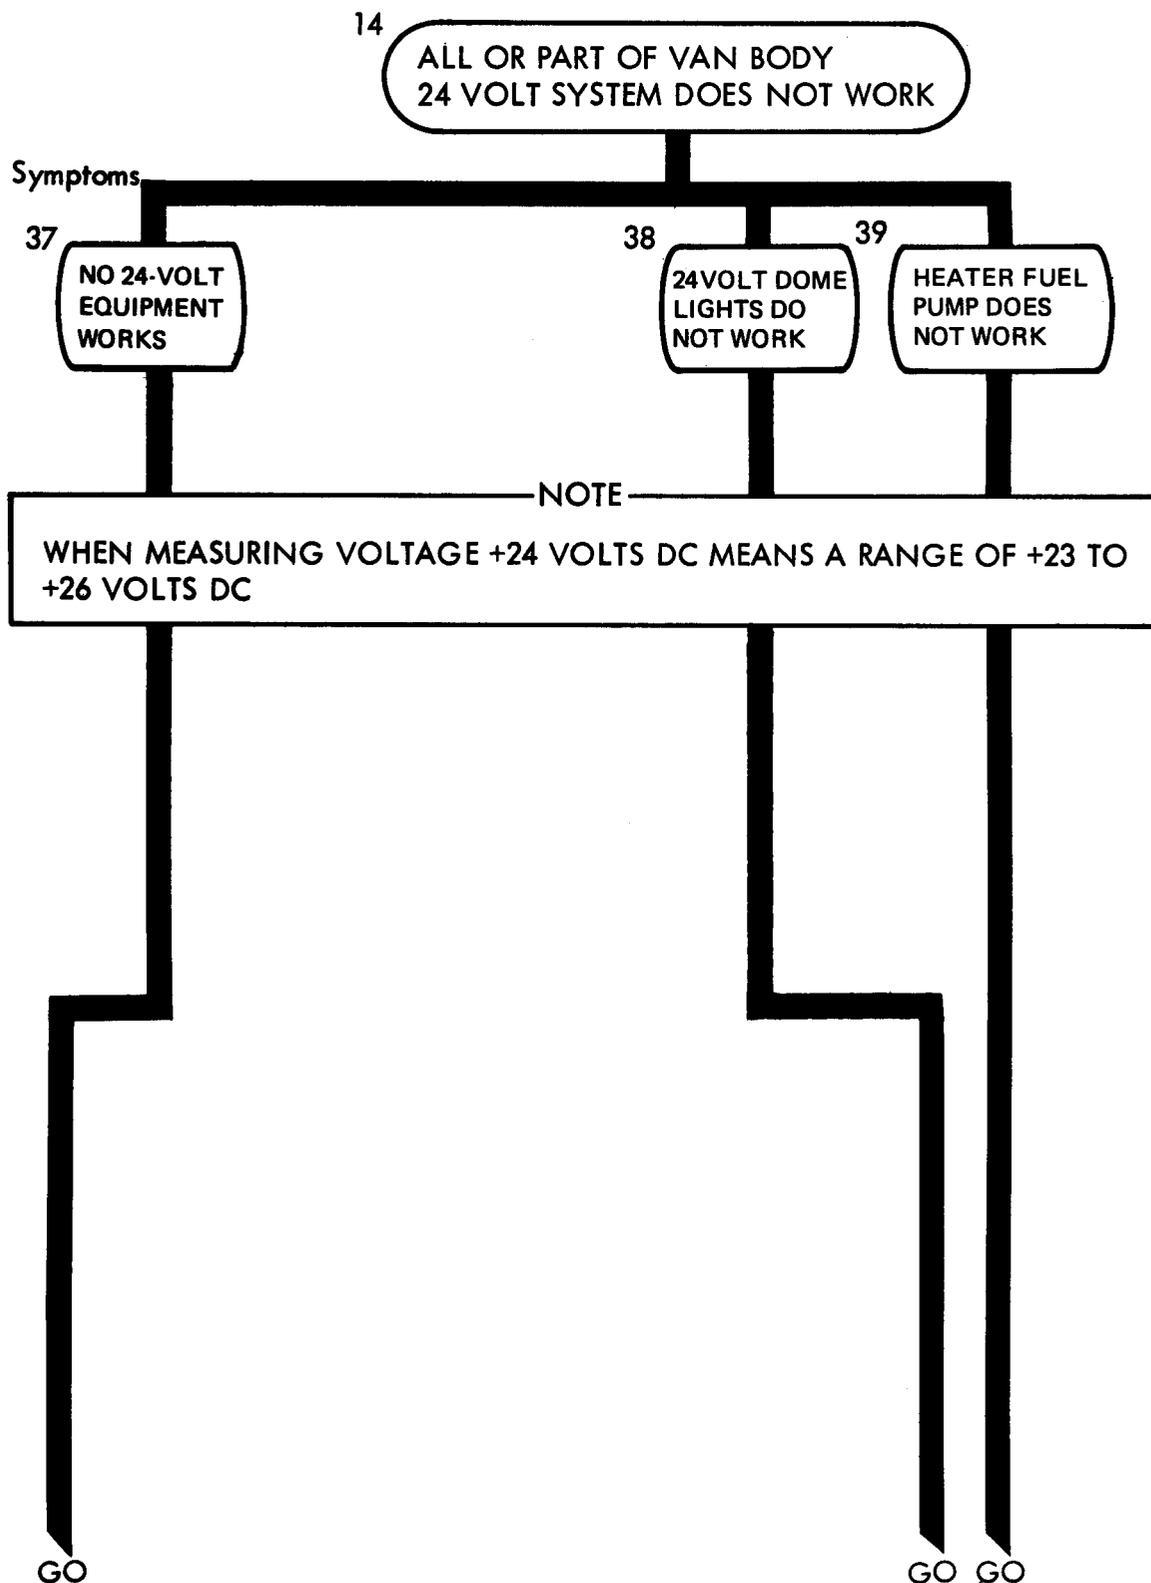 14
ALL OR PART OF VAN BODY
24 VOLT SYSTEM DOES NOT WORK
Symptoms
37
NO 24-VOLT
EQUIPMENT
WORKS
38
24VOLT DOME
LIGHTS DO
NOT WORK
39
HEATER FUEL
PUMP DOES
NOT WORK
NOTE
WHEN MEASURING VOLTAGE +24 VOLTS DC MEANS A RANGE OF +23 TO
+26 VOLTS DC
GO
GO
GO